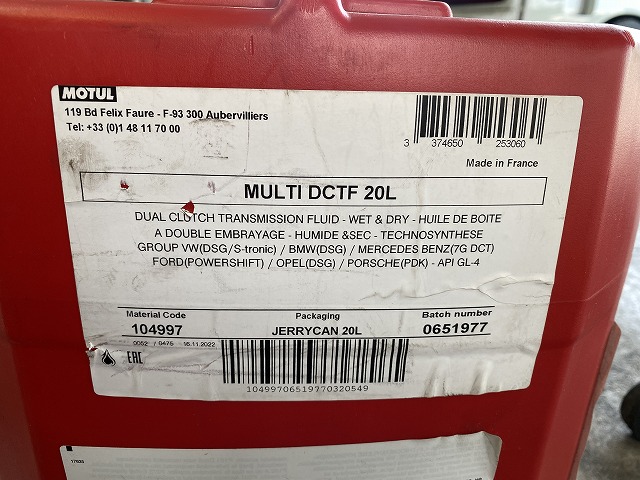 MOTUL
119 Bd Felix Faure - F-93 300 Aubervilliers
Tel: +33 (0)1 48 11 70 00
3 374650 253060
Made in France
MULTI DCTF 20L
DUAL CLUTCH TRANSMISSION FLUID - WET & DRY - HUILE DE BOITE
A DOUBLE EMBRAYAGE - HUMIDE &SEC - TECHNOSYNTHESE
GROUP VW(DSG/S-tronic) / BMW(DSG) / MERCEDES BENZ(7G DCT)
FORD(POWERSHIFT) / OPEL(DSG) / PORSCHE(PDK) - API GL-4
Material Code Packaging Batch number
104997 JERRYCAN 20L 0651977
0052 / 0475 16.11.2022
EAC
10499706519770320549